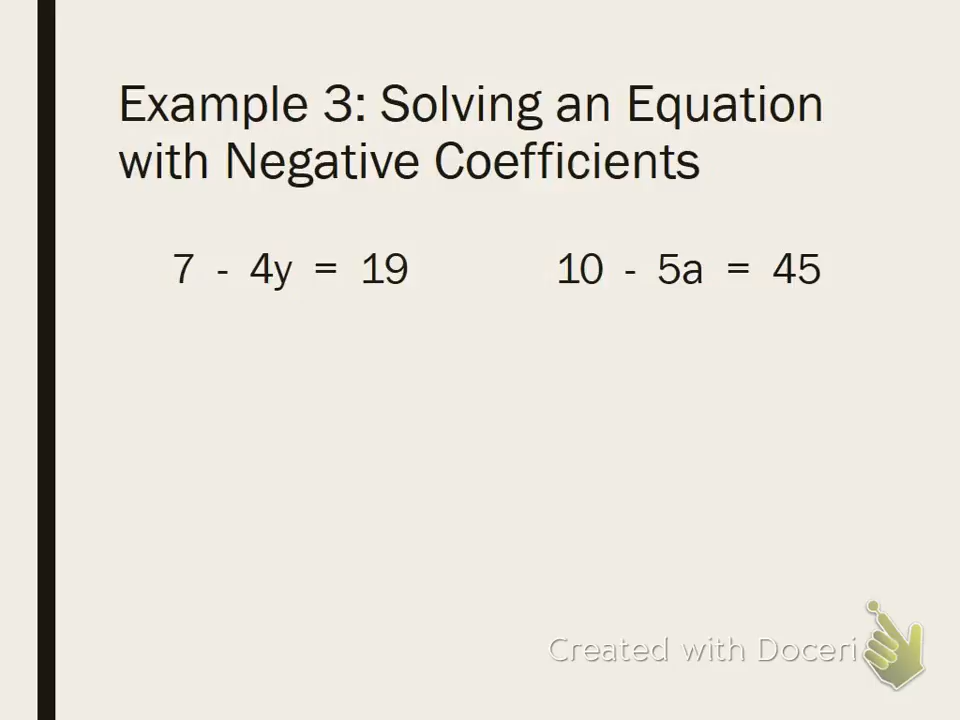 Example 3: Solving an Equation
with Negative Coefficients
7 - 4y = 19
10 - 5a = 45
Created with Doceri